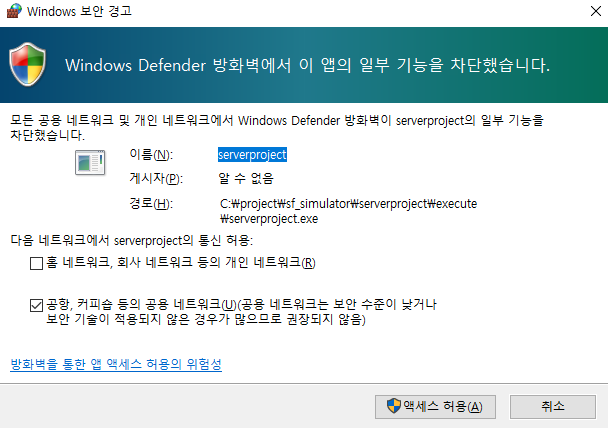 Windows 보안 경고
Windows Defender 방화벽에서 이 앱의 일부 기능을 차단했습니다.
모든 공용 네트워크 및 개인 네트워크에서 Windows Defender 방화벽이 serverproject의 일부 기능을
차단했습니다.
이름(N): serverproject
게시자(P): 알 수 없음
경로(H): C:₩project₩sf_simulator₩serverproject₩execute
₩serverproject.exe
다음 네트워크에서 serverproject의 통신 허용:
홈 네트워크, 회사 네트워크 등의 개인 네트워크(R)
공항, 커피숍 등의 공용 네트워크(U)(공용 네트워크는 보안 수준이 낮거나
보안 기술이 적용되지 않은 경우가 많으므로 권장되지 않음)
방화벽을 통한 앱 액세스 허용의 위험성
액세스 허용(A) 취소